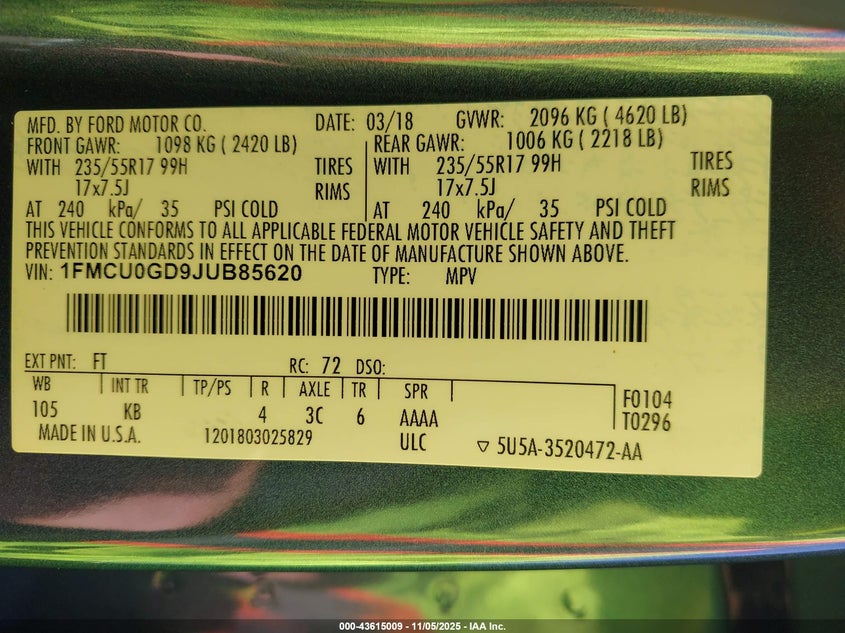 MFD. BY FORD MOTOR CO. DATE: 03/18 GVWR: 2096 KG ( 4620 LB)
FRONT GAWR: 1098 KG ( 2420 LB) REAR GAWR: 1006 KG ( 2218 LB)
WITH 235/55R17 99H TIRES WITH 235/55R17 99H TIRES
17x7.5J RIMS 17x7.5J RIMS
AT 240 kPa/ 35 PSI COLD AT 240 kPa/ 35 PSI COLD
THIS VEHICLE CONFORMS TO ALL APPLICABLE FEDERAL MOTOR VEHICLE SAFETY AND THEFT
PREVENTION STANDARDS IN EFFECT ON THE DATE OF MANUFACTURE SHOWN ABOVE.
VIN: 1FMCU0GD9JUB85620 TYPE: MPV
EXT PNT: FT RC: 72 DSO:
WB INT TR TP/PS R AXLE TR SPR F0104
105 KB 4 3C 6 AAAA T0296
MADE IN U.S.A. 1201803025829 ULC ▽ 5U5A-3520472-AA
000-43615009 - 11/05/2025 - IAA Inc.